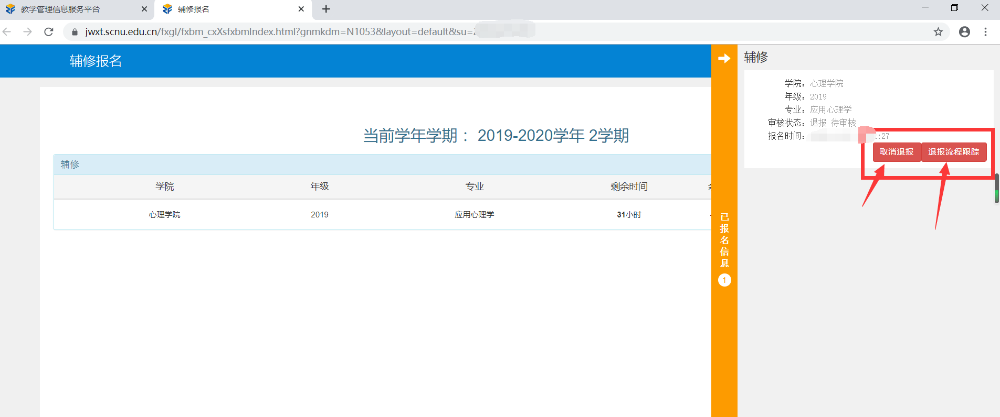 教学管理信息服务平台
辅修报名
jwxt.scnu.edu.cn/fxgl/fxbm_cxXsfxbmIndex.html?gnmkdm=N1053&layout=default&su=
辅修报名
当前学年学期： 2019-2020学年 2学期
辅修
学院 年级 专业 剩余时间
心理学院 2019 应用心理学 31小时
已报名信息
1
辅修
学院：心理学院
年级：2019
专业：应用心理学
审核状态：退报 待审核
报名时间： :27
取消退报 退报流程跟踪